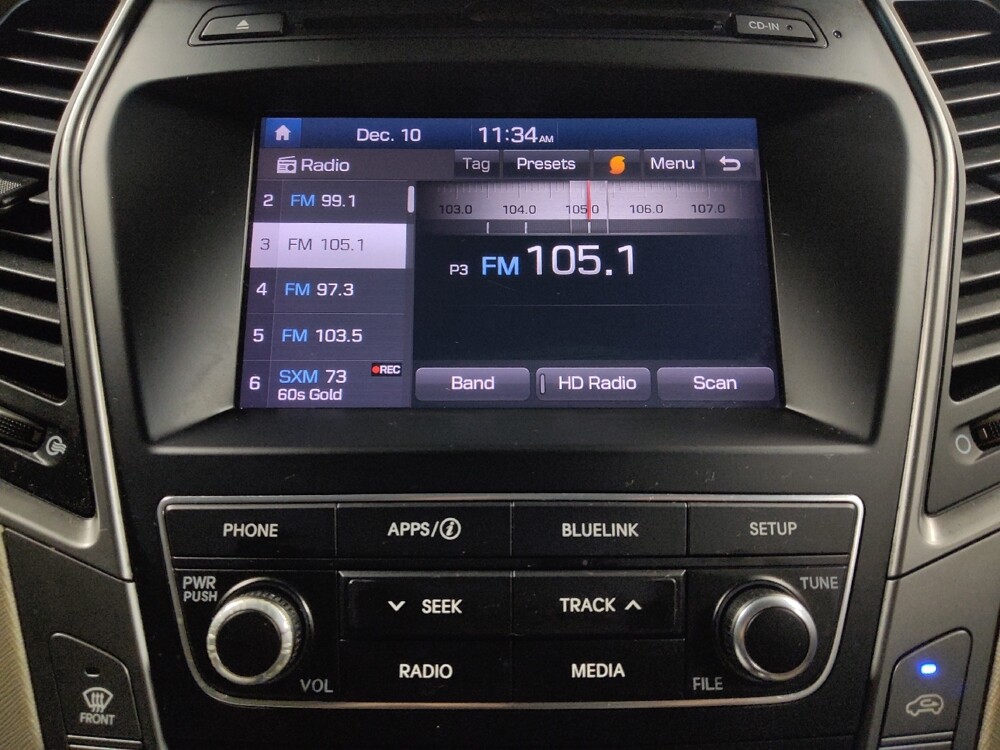 CD-IN
Dec. 10 11:34 AM
Radio Tag Presets Menu
2 FM 99.1
3 FM 105.1
4 FM 97.3
5 FM 103.5
6 SXM 73 REC
60s Gold
103.0 104.0 105.0 106.0 107.0
P3 FM 105.1
Band HD Radio Scan
PHONE APPS/i BLUELINK SETUP
PWR
PUSH
SEEK TRACK
TUNE
RADIO MEDIA
VOL FILE
FRONT